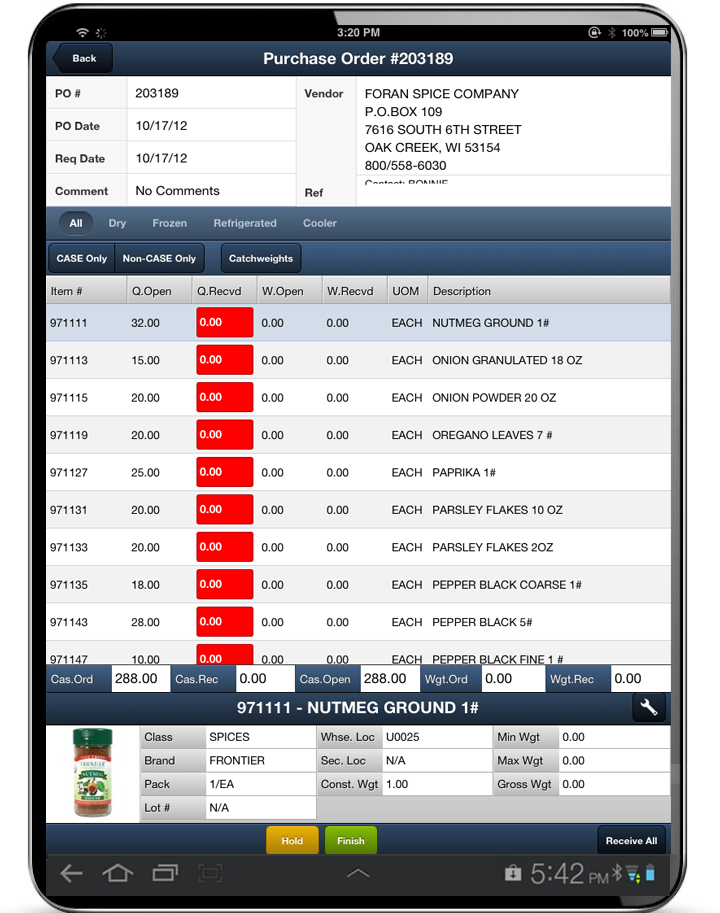 3:20 PM 100%
Back Purchase Order #203189
PO # 203189
PO Date 10/17/12
Req Date 10/17/12
Comment No Comments
Vendor FORAN SPICE COMPANY
P.O.BOX 109
7616 SOUTH 6TH STREET
OAK CREEK, WI 53154
800/558-6030
Contact: BONNIE
Ref
All Dry Frozen Refrigerated Cooler
CASE Only Non-CASE Only Catchweights
Item # Q.Open Q.Recvd W.Open W.Recvd UOM Description
971111 32.00 0.00 0.00 0.00 EACH NUTMEG GROUND 1#
971113 15.00 0.00 0.00 0.00 EACH ONION GRANULATED 18 OZ
971115 20.00 0.00 0.00 0.00 EACH ONION POWDER 20 OZ
971119 20.00 0.00 0.00 0.00 EACH OREGANO LEAVES 7 #
971127 25.00 0.00 0.00 0.00 EACH PAPRIKA 1#
971131 20.00 0.00 0.00 0.00 EACH PARSLEY FLAKES 10 OZ
971133 20.00 0.00 0.00 0.00 EACH PARSLEY FLAKES 2OZ
971135 18.00 0.00 0.00 0.00 EACH PEPPER BLACK COARSE 1#
971143 28.00 0.00 0.00 0.00 EACH PEPPER BLACK 5#
971147 10.00 0.00 0.00 0.00 EACH PEPPER BLACK FINE 1 #
Cas.Ord 288.00 Cas.Rec 0.00 Cas.Open 288.00 Wgt.Ord 0.00 Wgt.Rec 0.00
971111 - NUTMEG GROUND 1#
FRONTIER
NUTMEG
Class SPICES Whse. Loc U0025 Min Wgt 0.00
Brand FRONTIER Sec. Loc N/A Max Wgt 0.00
Pack 1/EA Const. Wgt 1.00 Gross Wgt 0.00
Lot # N/A
Hold Finish Receive All
5:42 PM